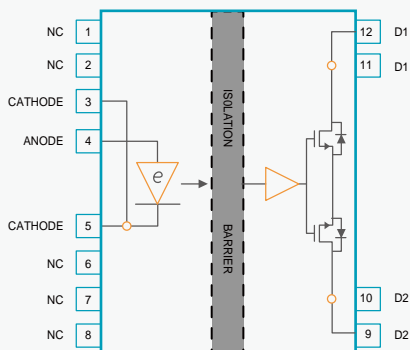 NC 1 12 D1
NC 2 11 D1
CATHODE 3
ANODE 4
ISOLATION
BARRIER
e
CATHODE 5
NC 6
NC 7 10 D2
NC 8 9 D2